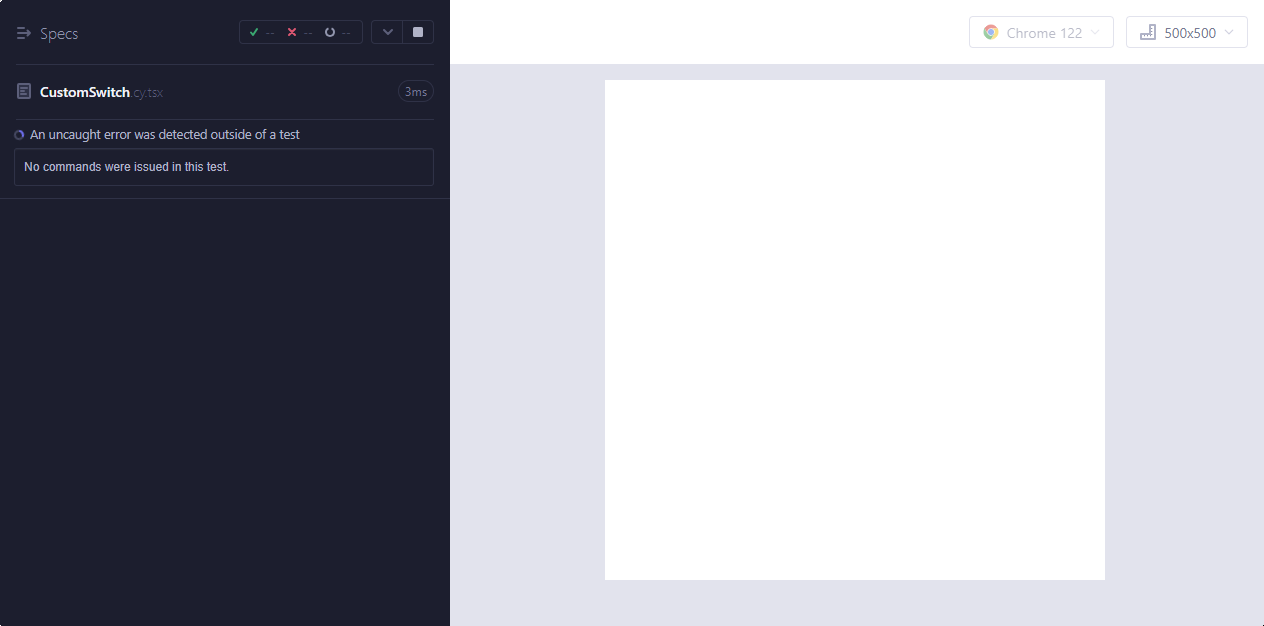 Specs
--
--
--
Chrome 122
500x500
CustomSwitch.cy.tsx
3ms
An uncaught error was detected outside of a test
No commands were issued in this test.